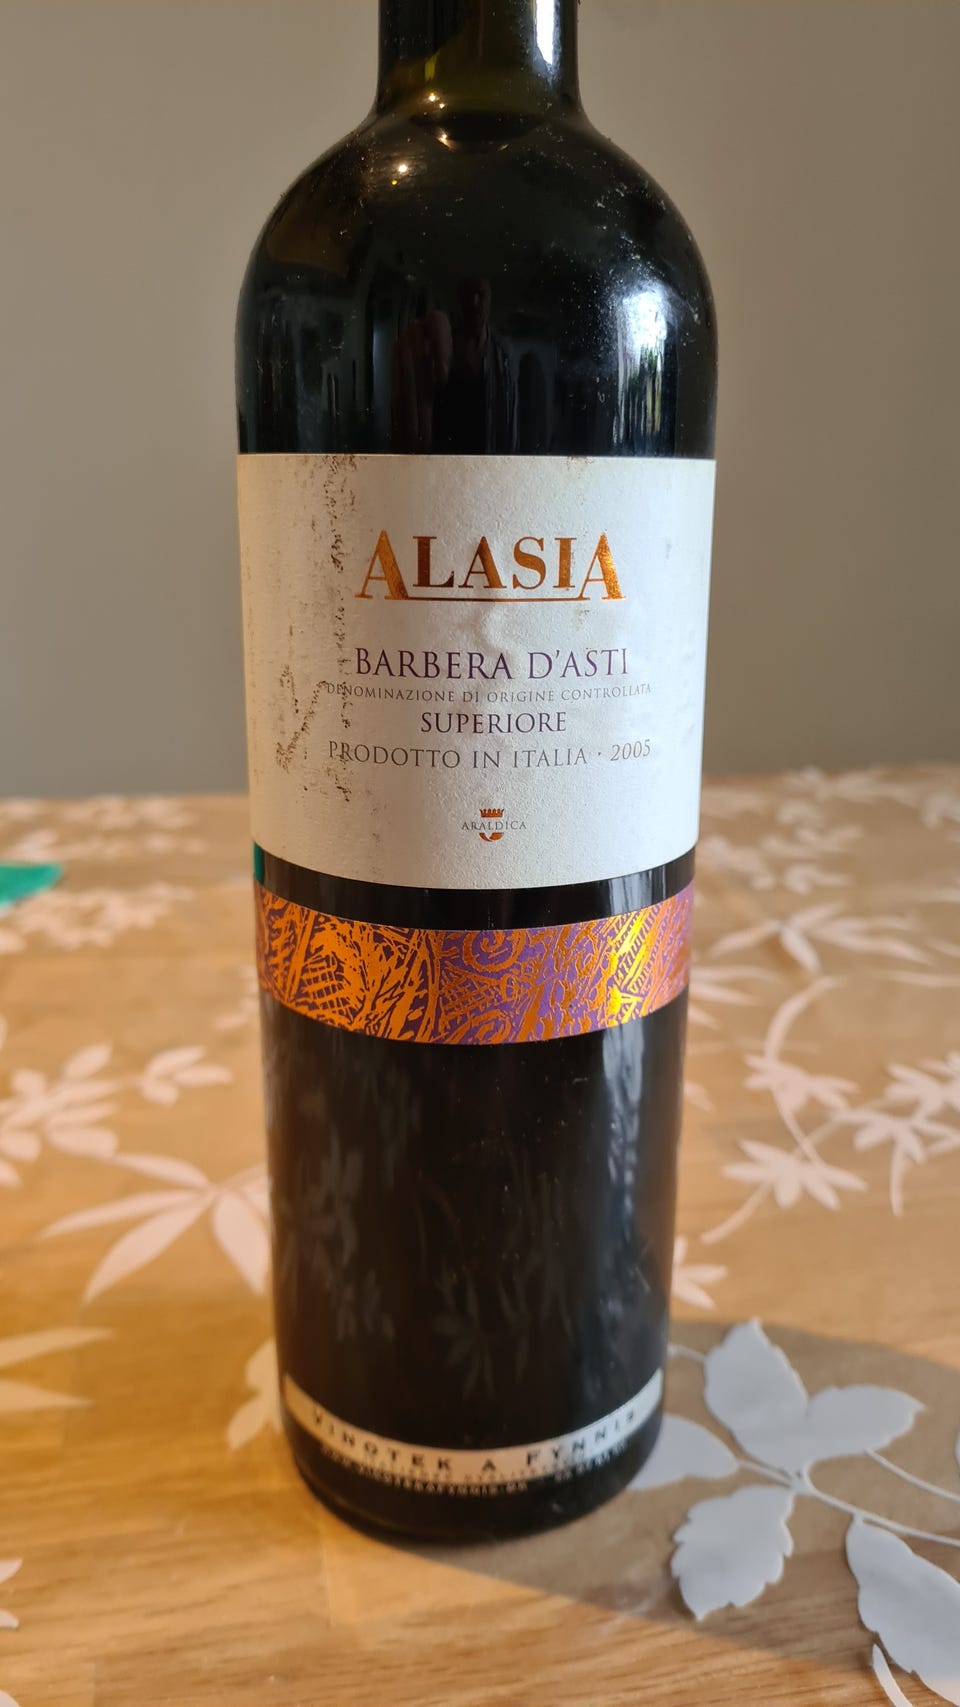 ALASIA
BARBERA D'ASTI
DENOMINAZIONE DI ORIGINE CONTROLLATA
SUPERIORE
PRODOTTO IN ITALIA · 2005
ARALDICA
VINOTEK A FYNNIS